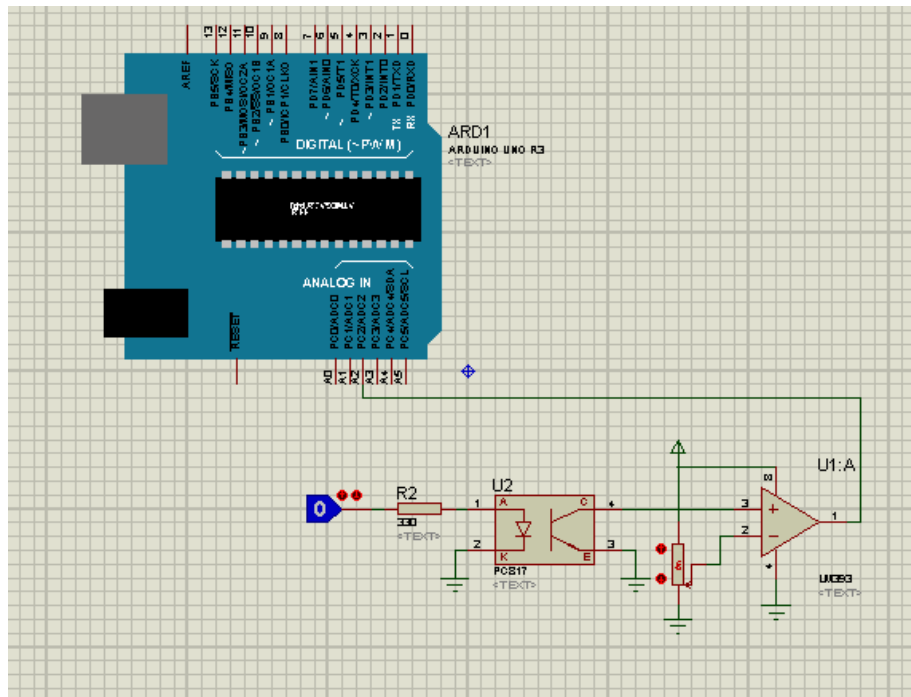 13
12
11
10
9
8
7
6
5
4
3
2
1
0
AREF
PB5/SCK
PB4/MISO
PB3/MOSI/OC2A
PB2/SS/OC1B
PB1/OC1A
PB0/ICP1/CLKO
PD7/AIN1
PD6/AIN0
PD5/T1
PD4/T0/XCK
PD3/INT1
PD2/INT0
PD1/TXD
PD0/RXD
TX
RX
DIGITAL (~PWM)
ARD1
ARDUINO UNO R3
<TEXT>
ANALOG IN
RESET
PC0/ADC0
PC1/ADC1
PC2/ADC2
PC3/ADC3
PC4/ADC4/SDA
PC5/ADC5/SCL
A0
A1
A2
A3
A4
A5
U1:A
8
3
2
1
4
+
−
LM393
<TEXT>
0
R2
330
<TEXT>
U2
1
2
A
K
C
E
4
3
PC817
<TEXT>